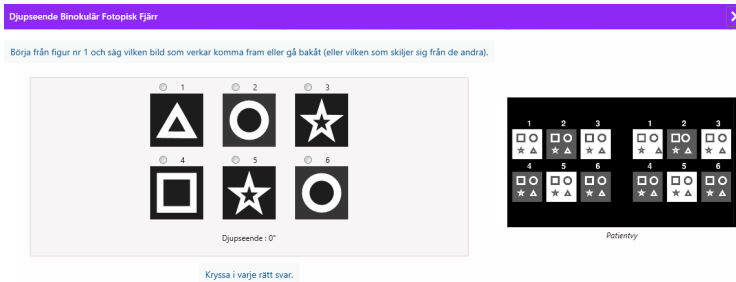 Djupseende Binokulär Fotopisk Fjärr
X
Börja från figur nr 1 och säg vilken bild som verkar komma fram eller gå bakåt (eller vilken som skiljer sig från de andra).
1 2 3
4 5 6
Djupseende : 0"
Kryssa i varje rätt svar.
1 2 3 1 2 3
4 5 6 4 5 6
Patientvy